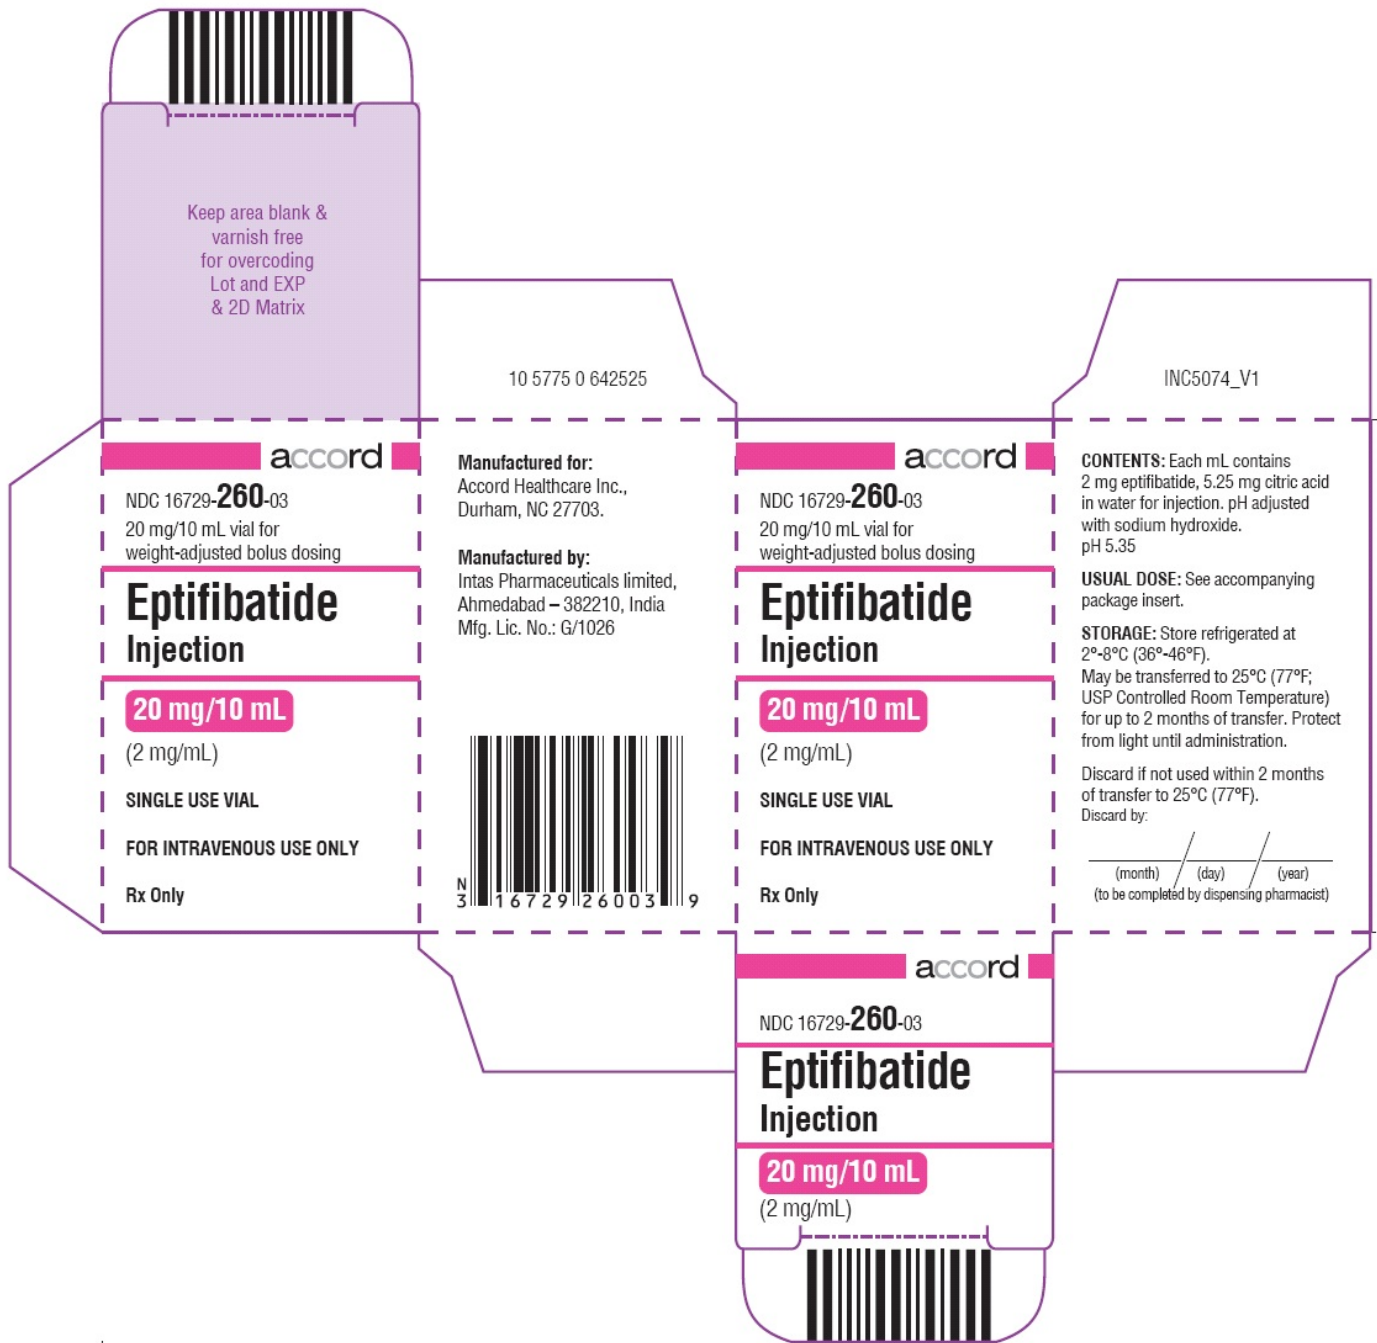 Keep area blank &
varnish free
for overcoding
Lot and EXP
& 2D Matrix
10 5775 0 642525
INC5074_V1
accord
NDC 16729-260-03
20 mg/10 mL vial for
weight-adjusted bolus dosing
Eptifibatide
Injection
20 mg/10 mL
(2 mg/mL)
SINGLE USE VIAL
FOR INTRAVENOUS USE ONLY
Rx Only
Manufactured for:
Accord Healthcare Inc.,
Durham, NC 27703.
Manufactured by:
Intas Pharmaceuticals limited,
Ahmedabad – 382210, India
Mfg. Lic. No.: G/1026
N
3 16729 26003 9
accord
NDC 16729-260-03
20 mg/10 mL vial for
weight-adjusted bolus dosing
Eptifibatide
Injection
20 mg/10 mL
(2 mg/mL)
SINGLE USE VIAL
FOR INTRAVENOUS USE ONLY
Rx Only
CONTENTS: Each mL contains
2 mg eptifibatide, 5.25 mg citric acid
in water for injection. pH adjusted
with sodium hydroxide.
pH 5.35
USUAL DOSE: See accompanying
package insert.
STORAGE: Store refrigerated at
2º-8ºC (36º-46ºF).
May be transferred to 25ºC (77ºF;
USP Controlled Room Temperature)
for up to 2 months of transfer. Protect
from light until administration.
Discard if not used within 2 months
of transfer to 25ºC (77ºF).
Discard by:
(month) / (day) / (year)
(to be completed by dispensing pharmacist)
accord
NDC 16729-260-03
Eptifibatide
Injection
20 mg/10 mL
(2 mg/mL)